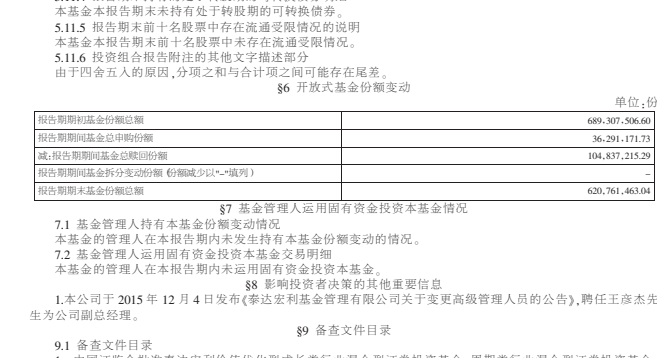 本基金本报告期末未持有处于转股期的可转换债券。
5.11.5 报告期末前十名股票中存在流通受限情况的说明
本基金本报告期末前十名股票中未存在流通受限情况。
5.11.6 投资组合报告附注的其他文字描述部分
由于四舍五入的原因,分项之和与合计项之间可能存在尾差。
§6 开放式基金份额变动
单位:份
报告期期初基金份额总额 689,307,506.60
报告期期间基金总申购份额 36,291,171.73
减:报告期期间基金总赎回份额 104,837,215.29
报告期期间基金拆分变动份额(份额减少以"-"填列) -
报告期期末基金份额总额 620,761,463.04
§7 基金管理人运用固有资金投资本基金情况
7.1 基金管理人持有本基金份额变动情况
本基金的管理人在本报告期内未发生持有本基金份额变动的情况。
7.2 基金管理人运用固有资金投资本基金交易明细
本基金的管理人在本报告期内未运用固有资金投资本基金。
§8 影响投资者决策的其他重要信息
1.本公司于 2015 年 12 月 4 日发布《泰达宏利基金管理有限公司关于变更高级管理人员的公告》,聘任王彦杰先
生为公司副总经理。
§9 备查文件目录
9.1 备查文件目录